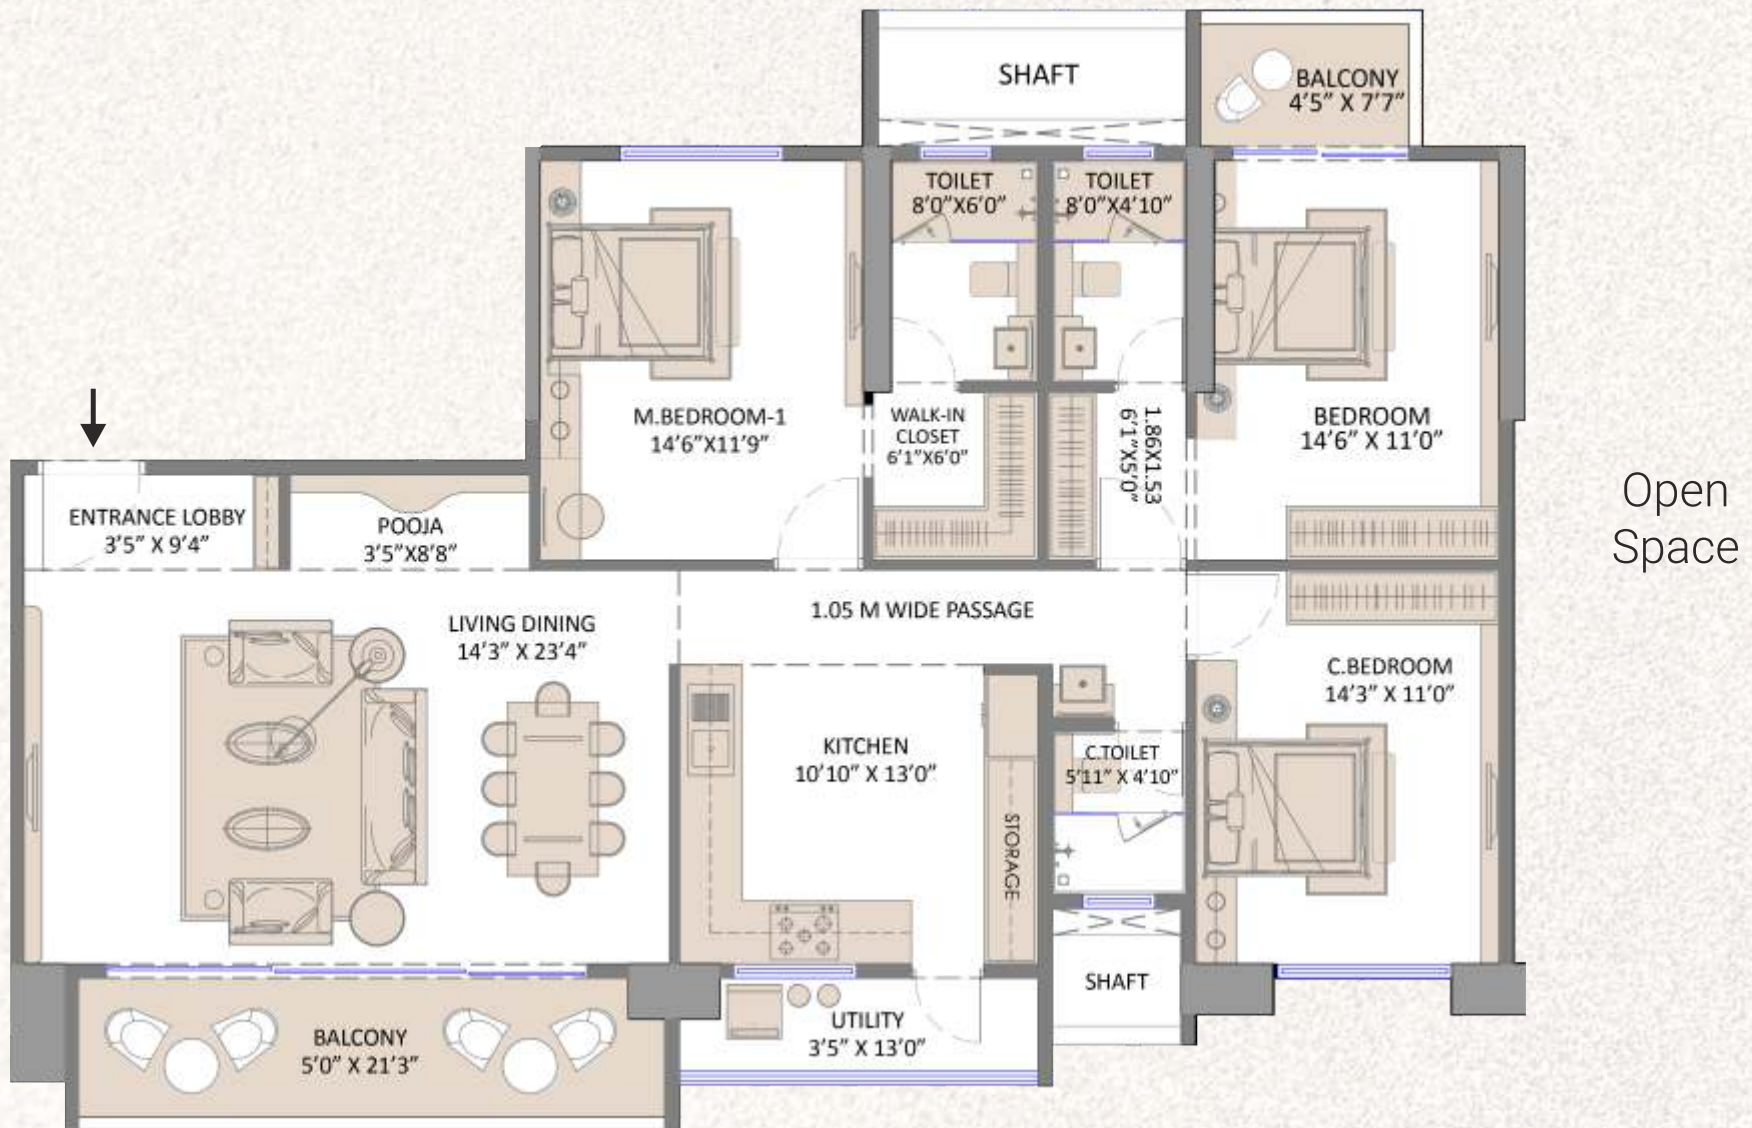 SHAFT
BALCONY
4'5” X 7'7”
TOILET
8'0”X6'0”
TOILET
8'0”X4'10”
M.BEDROOM-1
14'6”X11'9”
WALK-IN
CLOSET
6'1”X6'0”
1.86X1.53
6'1”X5'0”
BEDROOM
14'6” X 11'0”
Open
Space
ENTRANCE LOBBY
3'5” X 9'4”
POOJA
3'5”X8'8”
LIVING DINING
14'3” X 23'4”
1.05 M WIDE PASSAGE
C.BEDROOM
14'3” X 11'0”
KITCHEN
10'10” X 13'0”
C.TOILET
5'11” X 4'10”
STORAGE
SHAFT
UTILITY
3'5” X 13'0”
BALCONY
5'0” X 21'3”